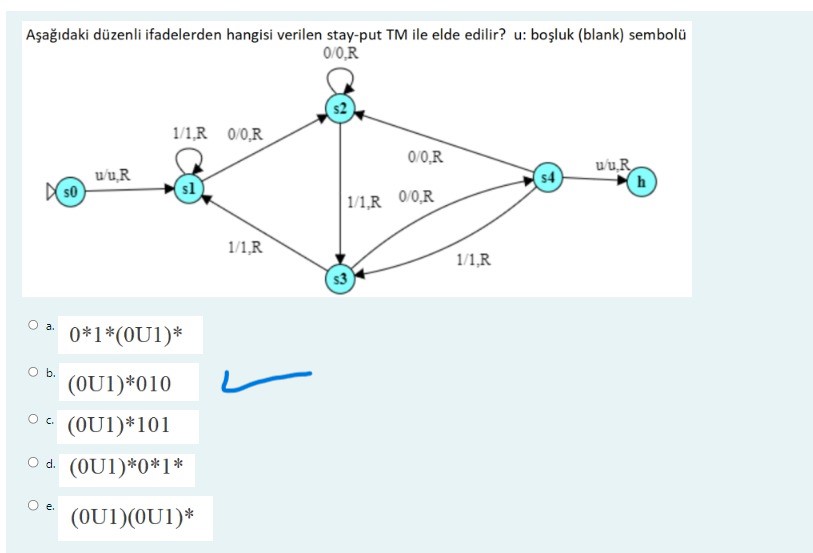 Aşağıdaki düzenli ifadelerden hangisi verilen stay-put TM ile elde edilir? u: boşluk (blank) sembolü
0/0,R
s2
1/1,R 0/0,R
0/0,R
u/u,R
u/u,R
s0
s1
s4
h
1/1,R 0/0,R
1/1,R
1/1,R
s3
a. 0*1*(0U1)*
b. (0U1)*010
c. (0U1)*101
d. (0U1)*0*1*
e. (0U1)(0U1)*